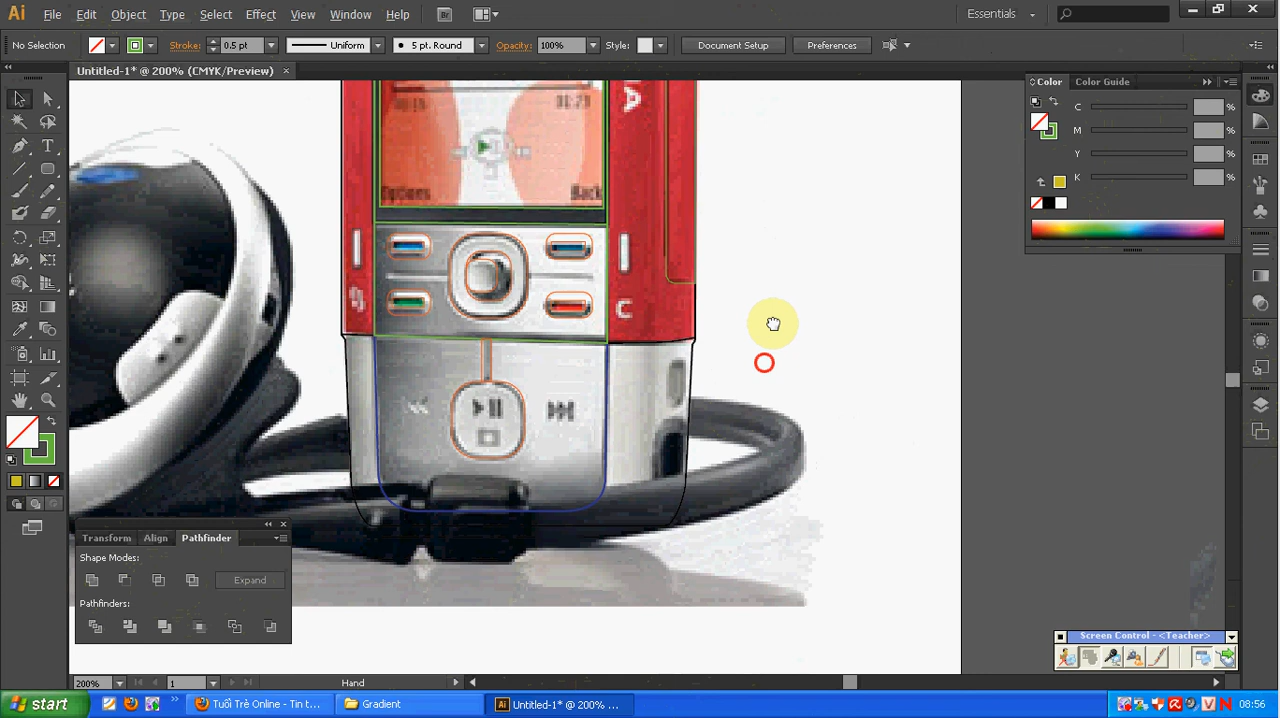 Ai File Edit Object Type Select Effect View Window Help Br Essentials
No Selection Stroke: 0.5 pt Uniform 5 pt. Round Opacity: 100% Style: Document Setup Preferences
Untitled-1* @ 200% (CMYK/Preview) ×
Color Color Guide
C %
M %
Y %
K %
Options Back
C
Transform Align Pathfinder
Shape Modes:
Expand
Pathfinders:
Screen Control - <Teacher>
200% 1 Hand
start Tuổi Trẻ Online - Tin t... Gradient Ai Untitled-1* @ 200% ... V N 08:56